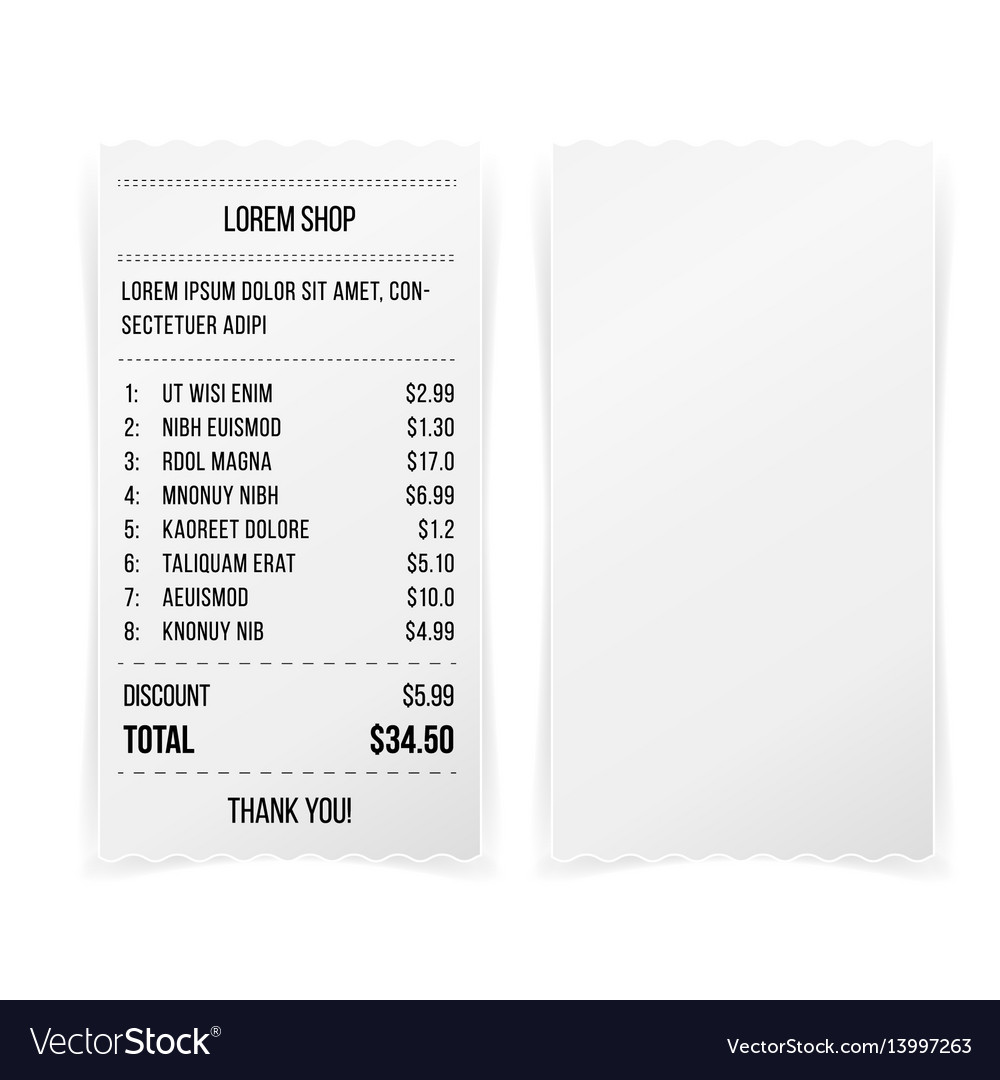 LOREM SHOP
LOREM IPSUM DOLOR SIT AMET, CON-
SECTETUER ADIPI
1: UT WISI ENIM $2.99
2: NIBH EUISMOD $1.30
3: RDOL MAGNA $17.0
4: MNONUY NIBH $6.99
5: KAOREET DOLORE $1.2
6: TALIQUAM ERAT $5.10
7: AEUISMOD $10.0
8: KNONUY NIB $4.99
DISCOUNT $5.99
TOTAL $34.50
THANK YOU!
VectorStock®
VectorStock.com/13997263